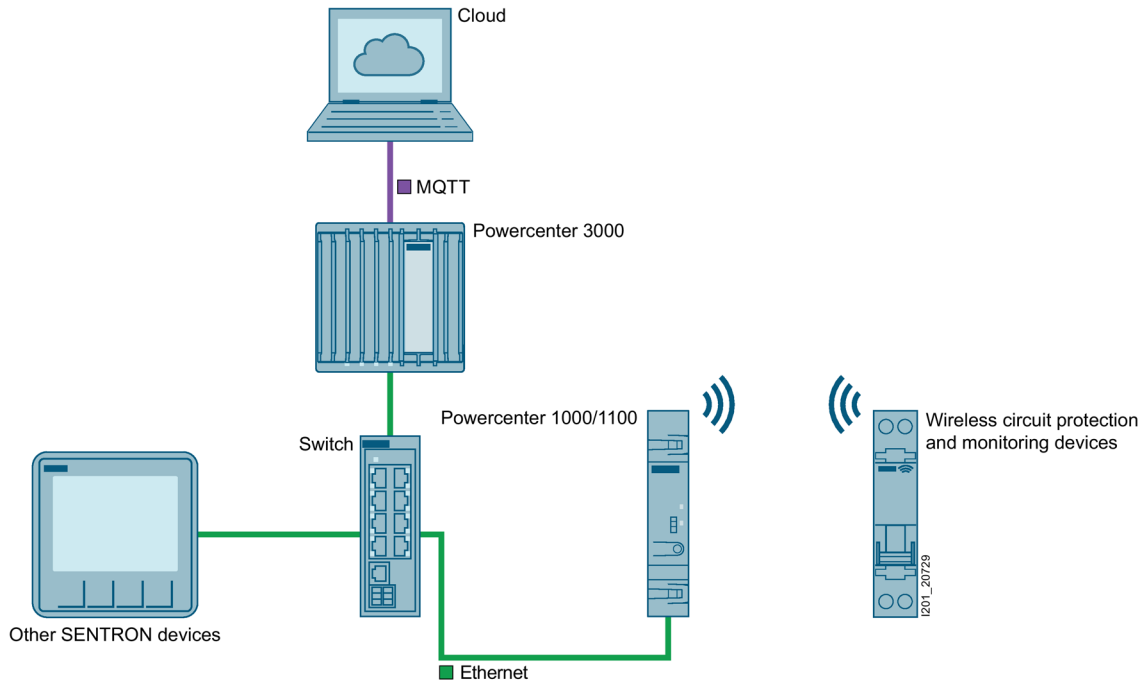 Cloud
MQTT
Powercenter 3000
Powercenter 1000/1100
Switch
Wireless circuit protection
and monitoring devices
I201_20729
Other SENTRON devices
Ethernet